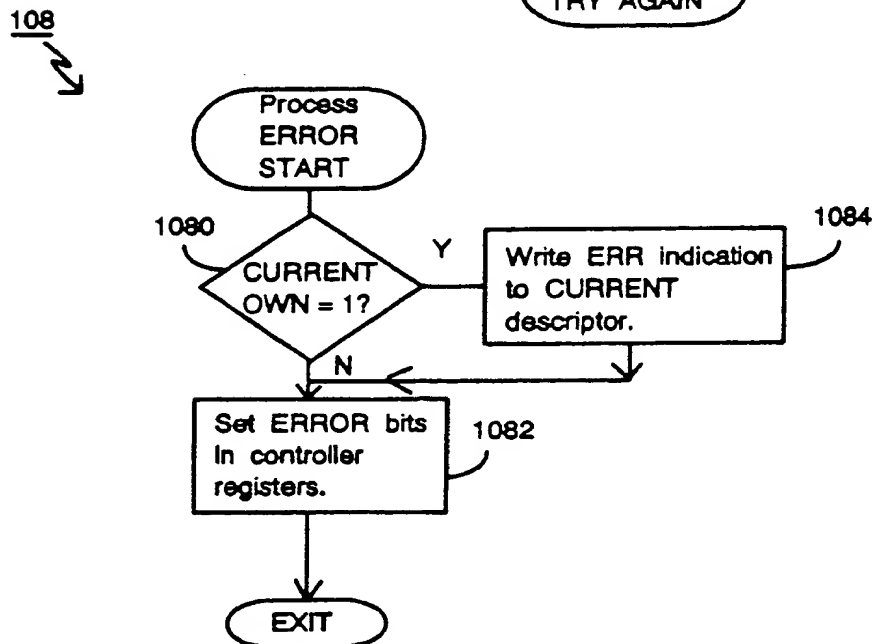 TRY AGAIN
108
Process
ERROR
START
1080
CURRENT
OWN = 1?
Y
Write ERR indication
to CURRENT
descriptor.
1084
N
Set ERROR bits
In controller
registers.
1082
EXIT